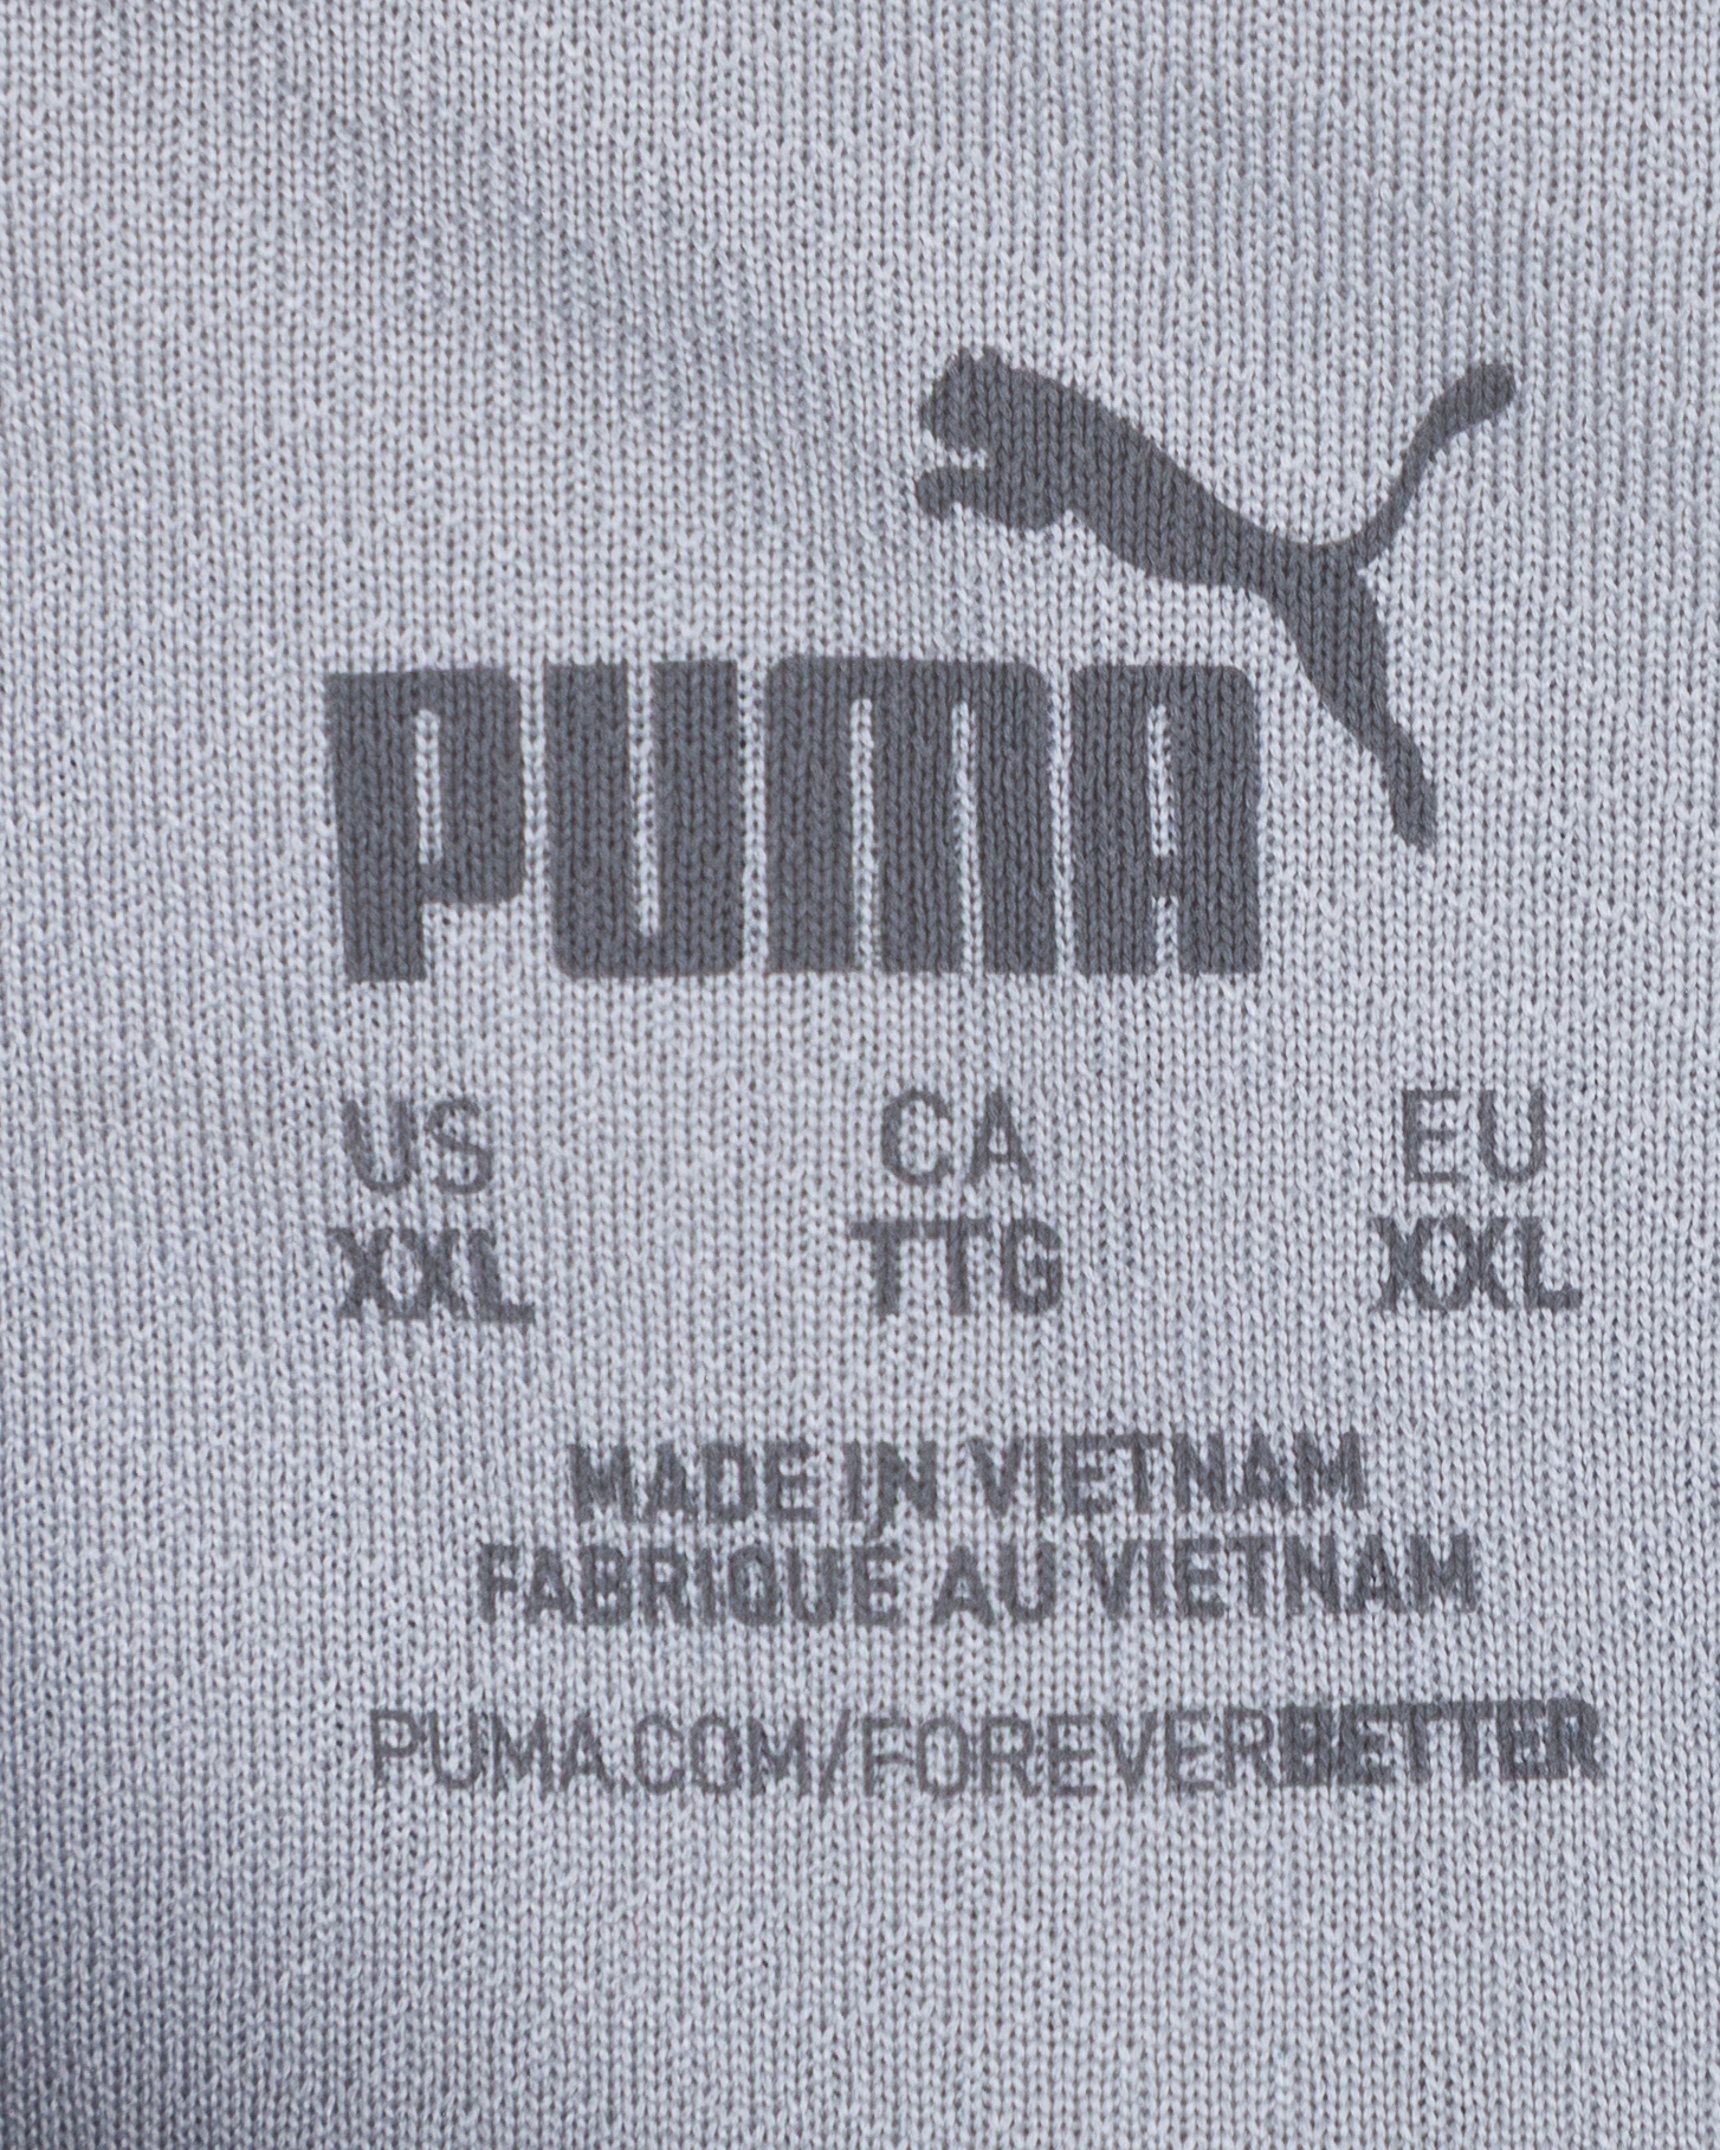 PUMA
US CA EU
XXL TTG XXL
MADE IN VIETNAM
FABRIQUÉ AU VIETNAM
PUMA.COM/FOREVERBETTER